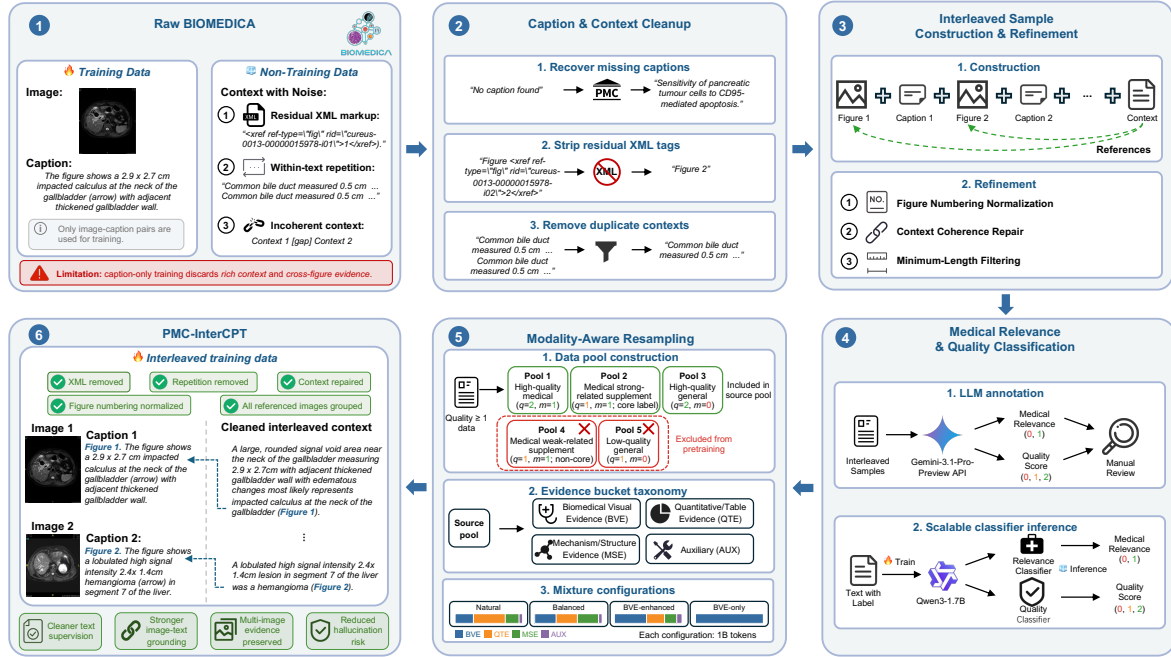 1
Raw BIOMEDICA
BIOMEDICA
Training Data
Image:
Caption:
The figure shows a 2.9 x 2.7 cm
impacted calculus at the neck of the
gallbladder (arrow) with adjacent
thickened gallbladder wall.
Only image-caption pairs are
used for training.
Non-Training Data
Context with Noise:
1
XML
Residual XML markup:
"<xref ref-type=\"fig\" rid=\"cureus-
0013-00000015978-i01\">1</xref>)."
2
Within-text repetition:
"Common bile duct measured 0.5 cm ...
Common bile duct measured 0.5 cm ..."
3
Incoherent context:
Context 1 [gap] Context 2
Limitation: caption-only training discards rich context and cross-figure evidence.
2
Caption & Context Cleanup
1. Recover missing captions
"No caption found"
PMC
"Sensitivity of pancreatic
tumour cells to CD95-
mediated apoptosis."
2. Strip residual XML tags
"Figure <xref ref-
type=\"fig\" rid=\"cureus-
0013-00000015978-
i02\">2</xref>"
XML
"Figure 2"
3. Remove duplicate contexts
"Common bile duct
measured 0.5 cm ...
Common bile duct
measured 0.5 cm ..."
"Common bile duct
measured 0.5 cm ..."
3
Interleaved Sample
Construction & Refinement
1. Construction
...
Figure 1
Caption 1
Figure 2
Caption 2
Context
References
2. Refinement
1
NO.
Figure Numbering Normalization
2
Context Coherence Repair
3
Minimum-Length Filtering
4
Medical Relevance
& Quality Classification
1. LLM annotation
Interleaved
Samples
Gemini-3.1-Pro-
Preview API
Medical
Relevance
(0, 1)
Quality
Score
(0, 1, 2)
Manual
Review
2. Scalable classifier inference
Text with
Label
Train
Qwen3-1.7B
Relevance
Classifier
Inference
Quality
Classifier
Medical
Relevance
(0, 1)
Quality
Score
(0, 1, 2)
5
Modality-Aware Resampling
1. Data pool construction
Quality ≥ 1
data
Pool 1
High-quality
medical
(q=2, m=1)
Pool 2
Medical strong-
related supplement
(q=1, m=1; core label)
Pool 3
High-quality
general
(q=2, m=0)
Included in
source pool
Pool 4
Medical weak-related
supplement
(q=1, m=1; non-core)
Pool 5
Low-quality
general
(q=1, m=0)
Excluded from
pretraining
2. Evidence bucket taxonomy
Source
pool
Biomedical Visual
Evidence (BVE)
Quantitative/Table
Evidence (QTE)
Mechanism/Structure
Evidence (MSE)
Auxiliary (AUX)
3. Mixture configurations
Natural
Balanced
BVE-enhanced
BVE-only
BVE QTE MSE AUX
Each configuration: 1B tokens
6
PMC-InterCPT
Interleaved training data
XML removed
Repetition removed
Context repaired
Figure numbering normalized
All referenced images grouped
Image 1
Caption 1
Figure 1. The figure shows
a 2.9 x 2.7 cm impacted
calculus at the neck of the
gallbladder (arrow) with
adjacent thickened
gallbladder wall.
Image 2
Caption 2:
Figure 2. The figure shows
a lobulated high signal
intensity 2.4x 1.4cm
hemangioma (arrow) in
segment 7 of the liver.
Cleaned interleaved context
A large, rounded signal void area near
the neck of the gallbladder measuring
2.9 x 2.7cm with adjacent thickened
gallbladder wall with edematous
changes most likely represents
impacted calculus at the neck of the
gallbladder (Figure 1).
⋮
A lobulated high signal intensity 2.4x
1.4cm lesion in segment 7 of the liver
was a hemangioma (Figure 2).
Cleaner text
supervision
Stronger
image-text
grounding
Multi-image
evidence
preserved
Reduced
hallucination
risk